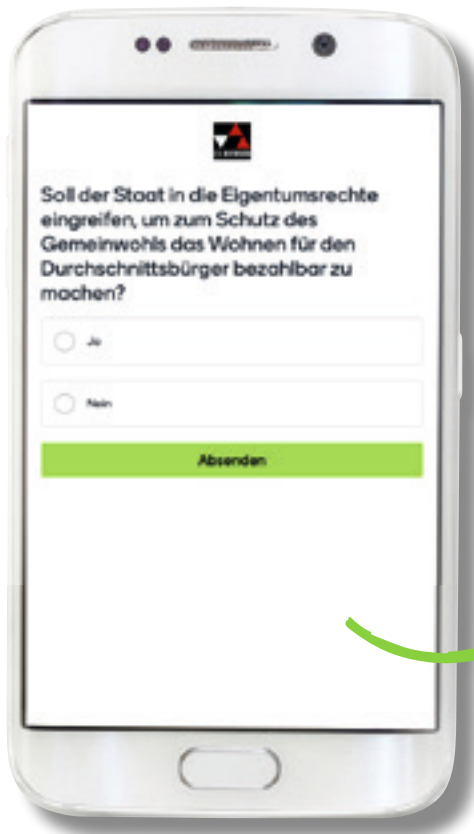 Soll der Staat in die Eigentumsrechte
eingreifen, um zum Schutz des
Gemeinwohls das Wohnen für den
Durchschnittsbürger bezahlbar zu
machen?
Ja
Nein
Absenden